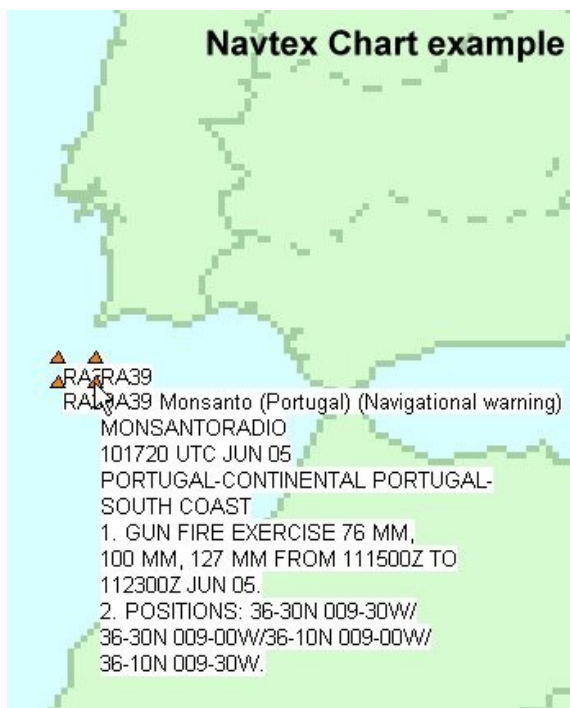 Navtex Chart example
RA39
RA39 Monsanto (Portugal) (Navigational warning)
MONSANTORADIO
101720 UTC JUN 05
PORTUGAL-CONTINENTAL PORTUGAL-
SOUTH COAST
1. GUN FIRE EXERCISE 76 MM,
100 MM, 127 MM FROM 111500Z TO
112300Z JUN 05.
2. POSITIONS: 36-30N 009-30W/
36-30N 009-00W/36-10N 009-00W/
36-10N 009-30W.